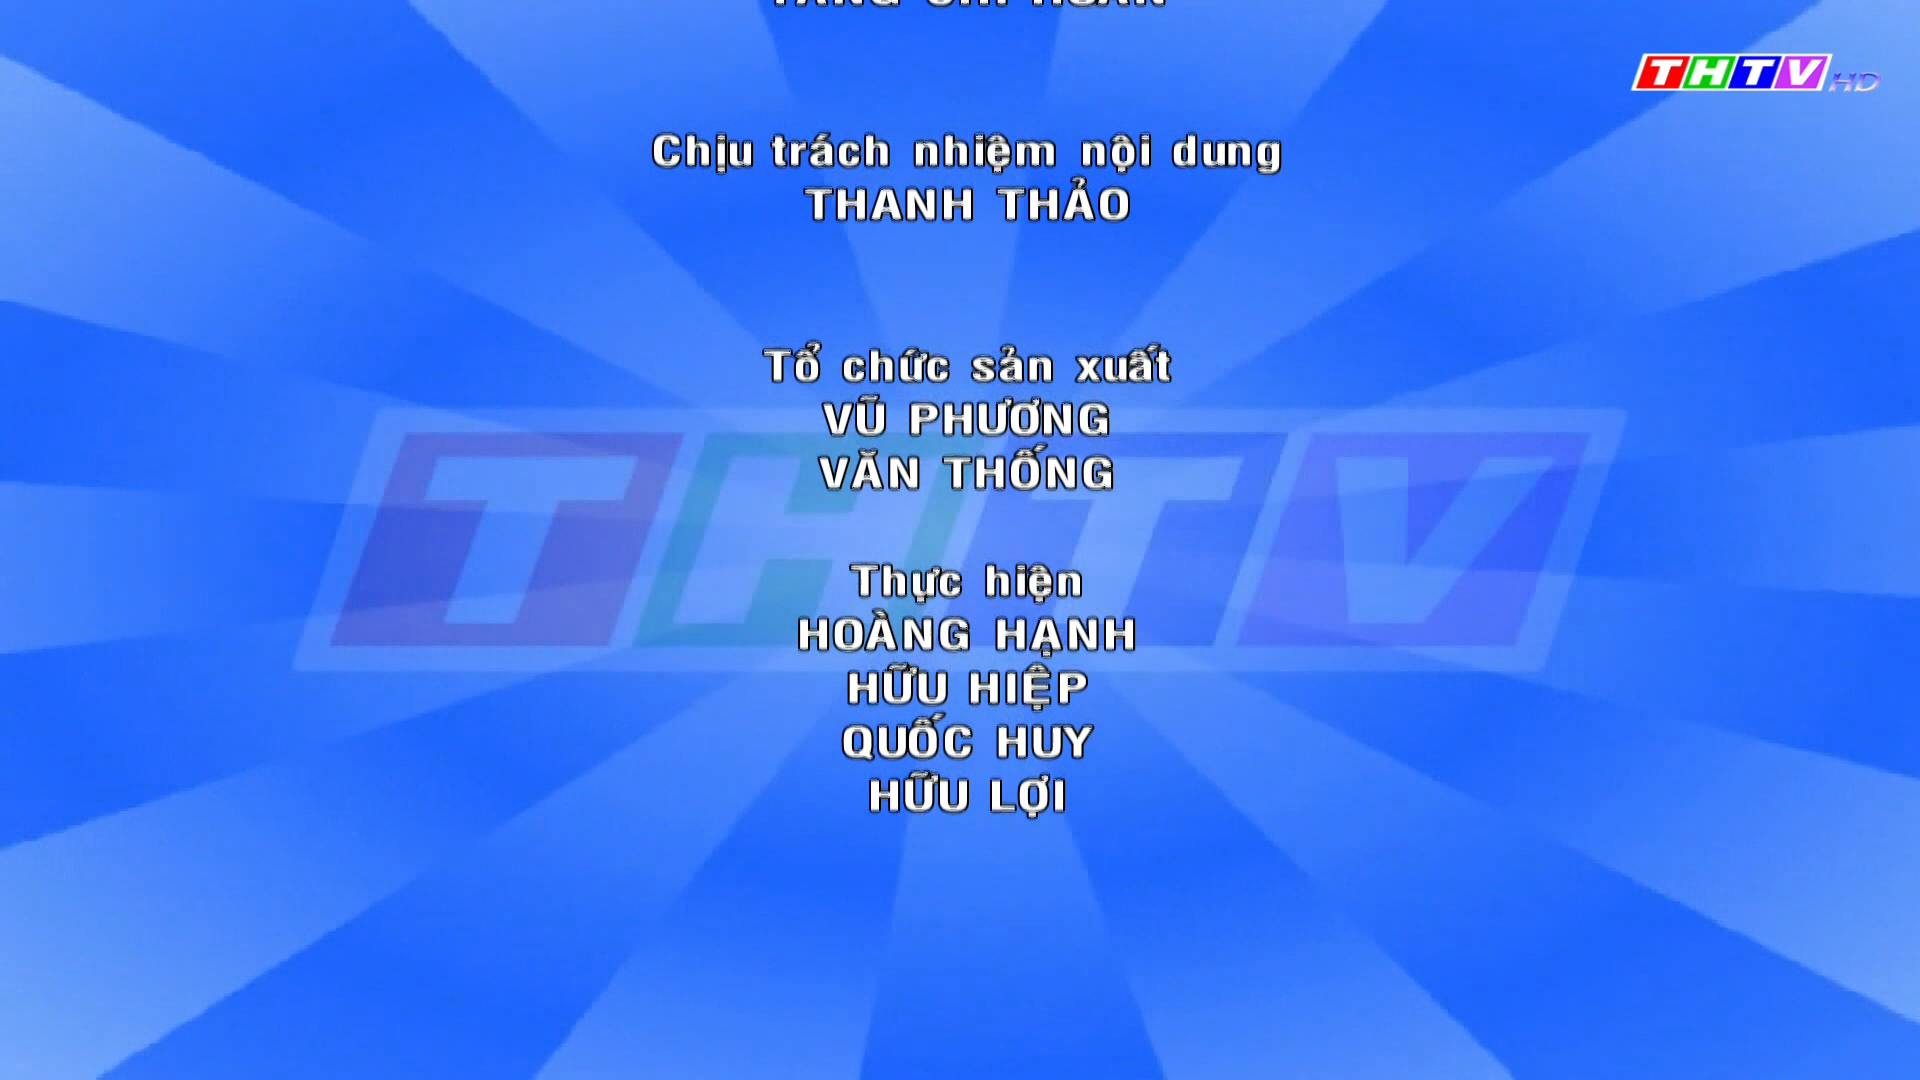 THTV HD
Chịu trách nhiệm nội dung
THANH THẢO
Tổ chức sản xuất
VŨ PHƯƠNG
VĂN THỐNG
THTV
Thực hiện
HOÀNG HẠNH
HỮU HIỆP
QUỐC HUY
HỮU LỢI